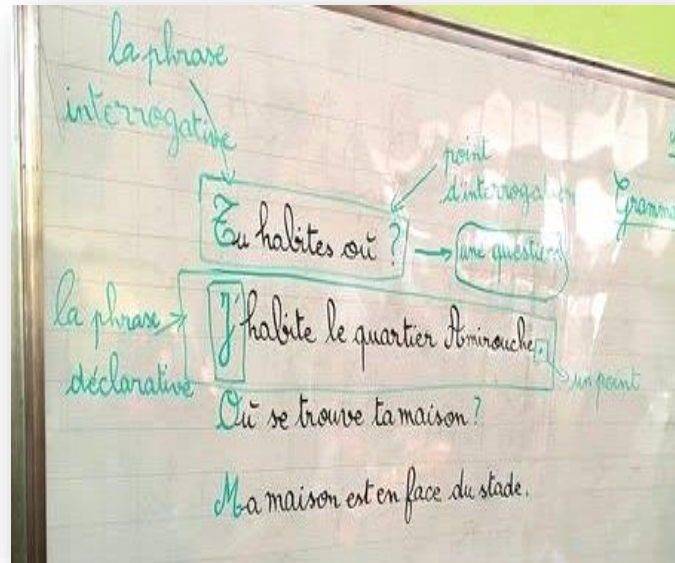 la phrase
interrogative
point
d'interrogation
Tu habites où ?
une question
Gramma
la phrase
déclarative
J'habite le quartier Amirouche.
un point
Où se trouve ta maison ?
Ma maison est en face du stade.